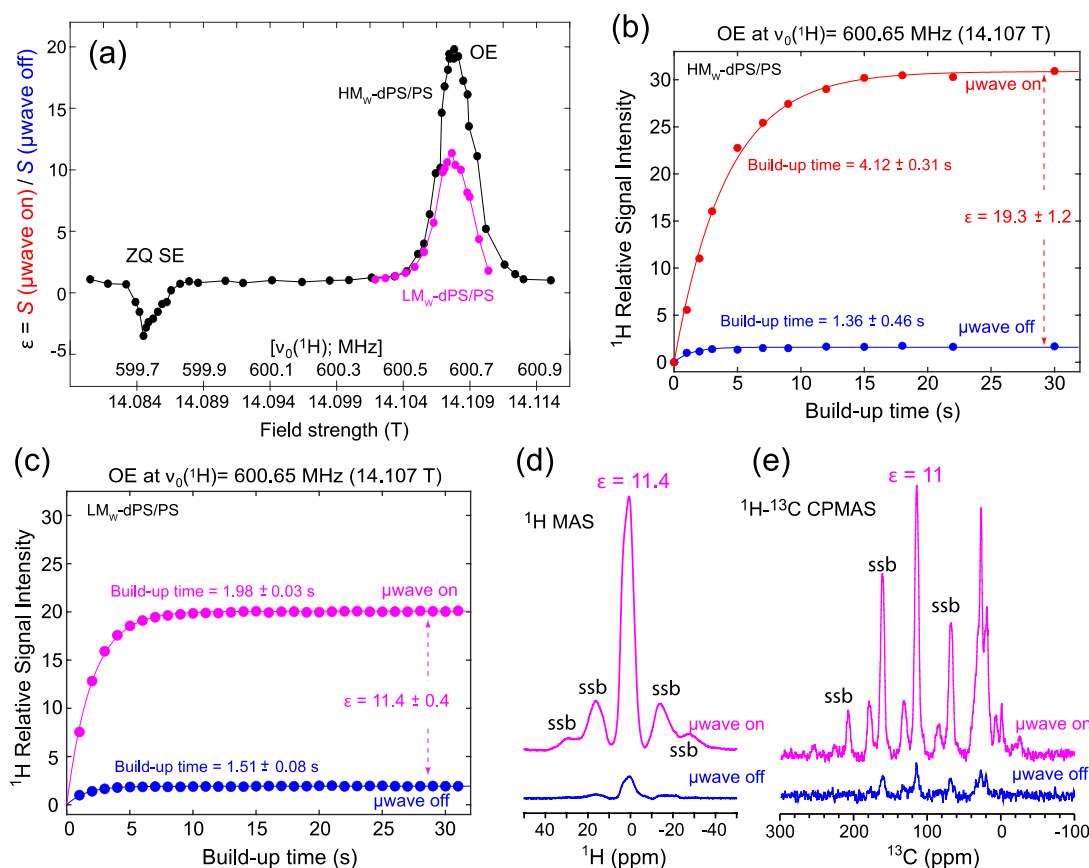 (a)
ε = S (µwave on) / S (µwave off)
20
15
10
5
0
-5
OE
HMw-dPS/PS
ZQ SE
LMw-dPS/PS
[ν0(¹H); MHz]
599.7 599.9 600.1 600.3 600.5 600.7 600.9
14.084 14.089 14.094 14.099 14.104 14.109 14.114
Field strength (T)
(b)
OE at ν0(¹H)= 600.65 MHz (14.107 T)
HMw-dPS/PS
¹H Relative Signal Intensity
30
25
20
15
10
5
0
µwave on
Build-up time = 4.12 ± 0.31 s
ε = 19.3 ± 1.2
Build-up time = 1.36 ± 0.46 s
µwave off
0 5 10 15 20 25 30
Build-up time (s)
(c)
OE at ν0(¹H)= 600.65 MHz (14.107 T)
LMw-dPS/PS
¹H Relative Signal Intensity
30
25
20
15
10
5
0
Build-up time = 1.98 ± 0.03 s
µwave on
ε = 11.4 ± 0.4
Build-up time = 1.51 ± 0.08 s
µwave off
0 5 10 15 20 25 30
Build-up time (s)
(d)
ε = 11.4
¹H MAS
ssb
ssb
ssb
ssb
µwave on
µwave off
40 20 0 -20 -40
¹H (ppm)
(e)
ε = 11
¹H-¹³C CPMAS
ssb
ssb
ssb
µwave on
µwave off
300 200 100 0 -100
¹³C (ppm)